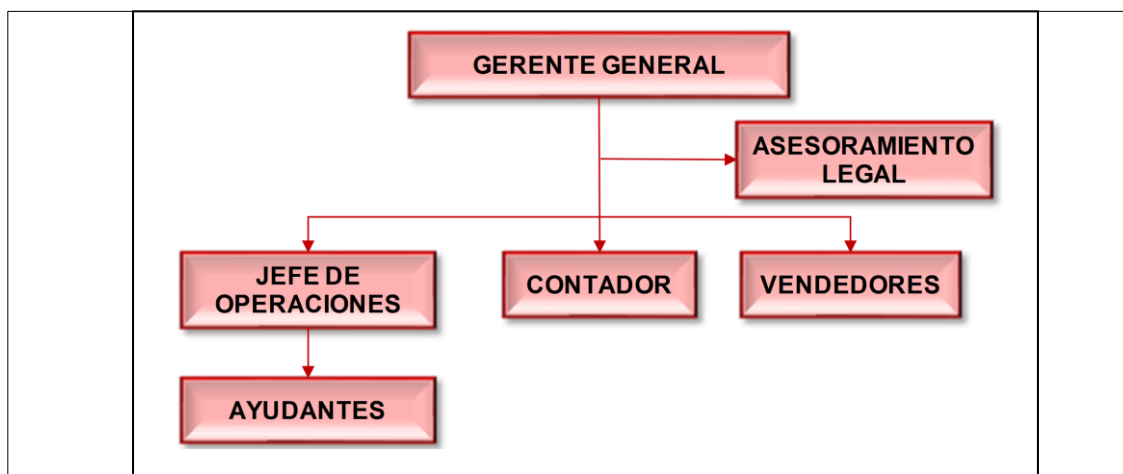 GERENTE GENERAL
ASESORAMIENTO
LEGAL
JEFE DE
OPERACIONES
CONTADOR
VENDEDORES
AYUDANTES